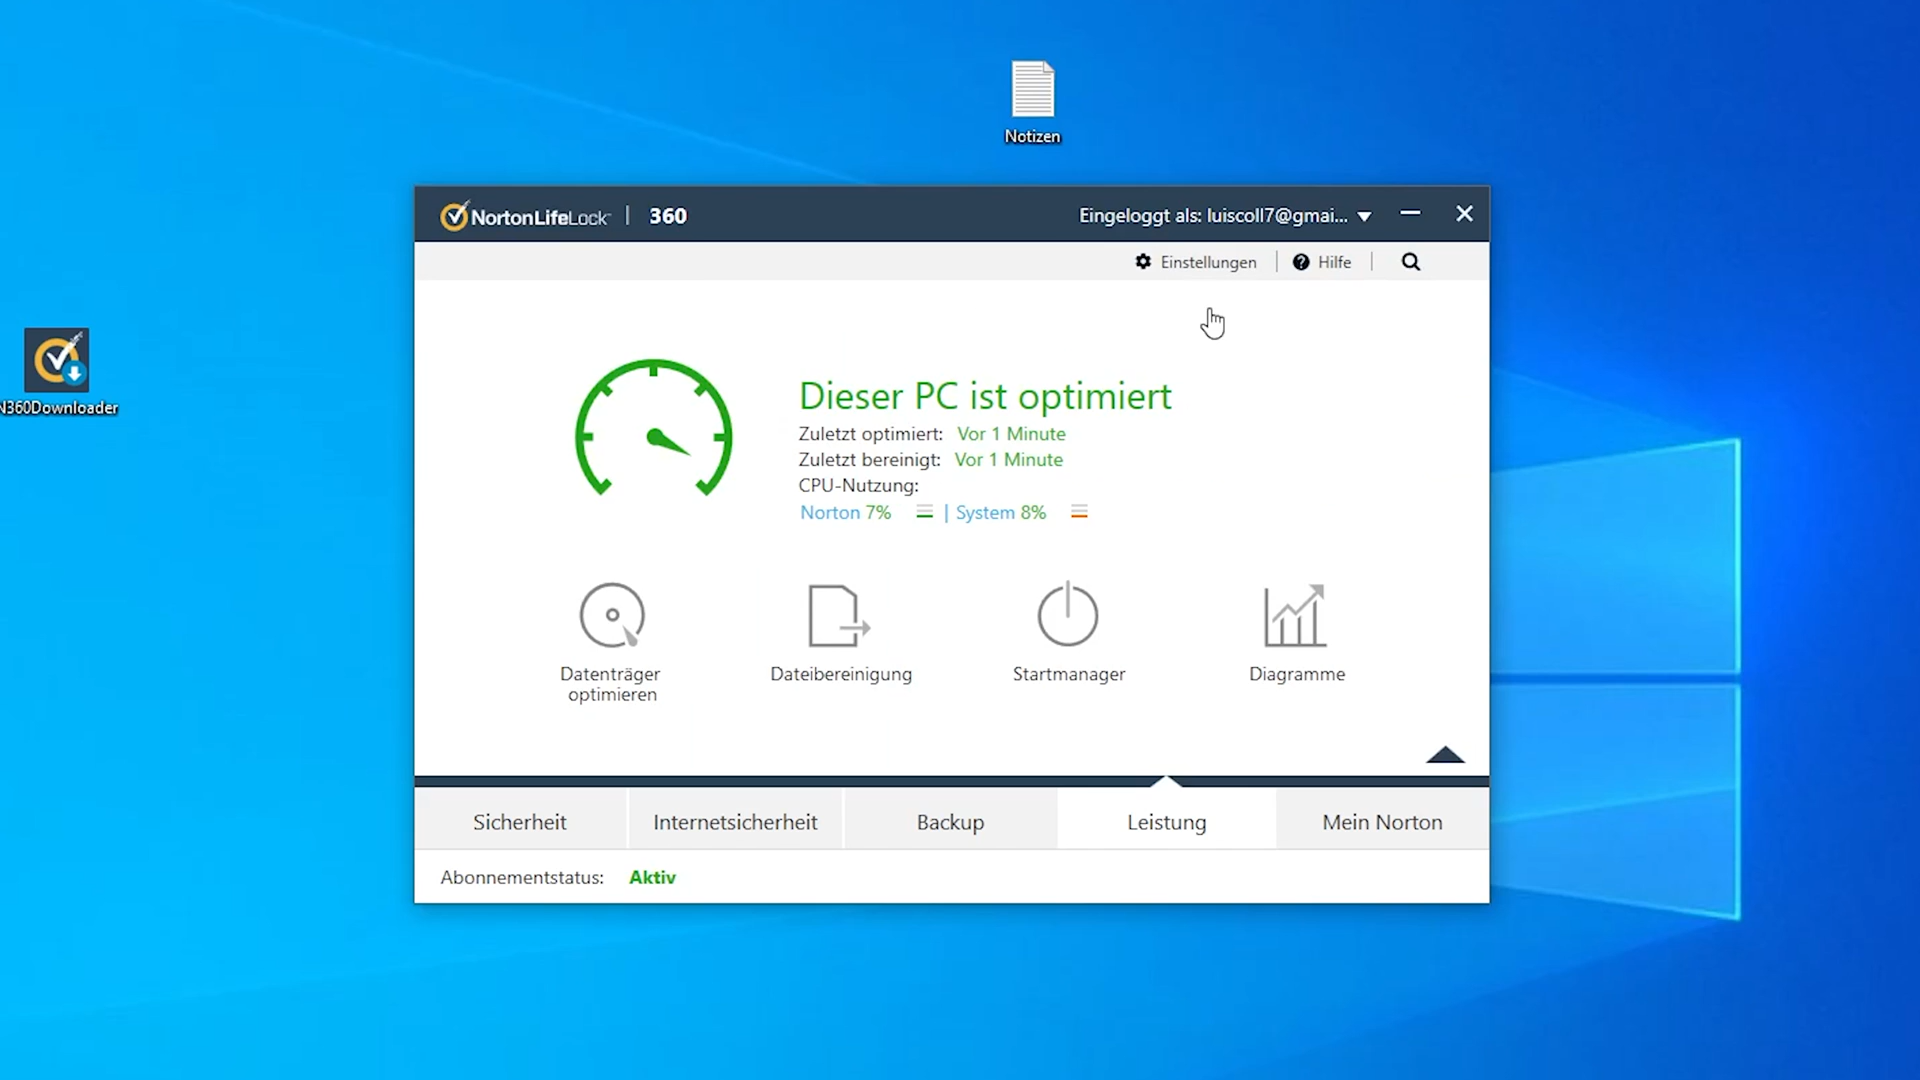 Notizen
NortonLifeLock | 360
Eingeloggt als: luiscoll7@gmai...
Einstellungen | Hilfe |
N360Downloader
Dieser PC ist optimiert
Zuletzt optimiert: Vor 1 Minute
Zuletzt bereinigt: Vor 1 Minute
CPU-Nutzung:
Norton 7% | System 8%
Datenträger
optimieren
Dateibereinigung
Startmanager
Diagramme
Sicherheit
Internetsicherheit
Backup
Leistung
Mein Norton
Abonnementstatus: Aktiv